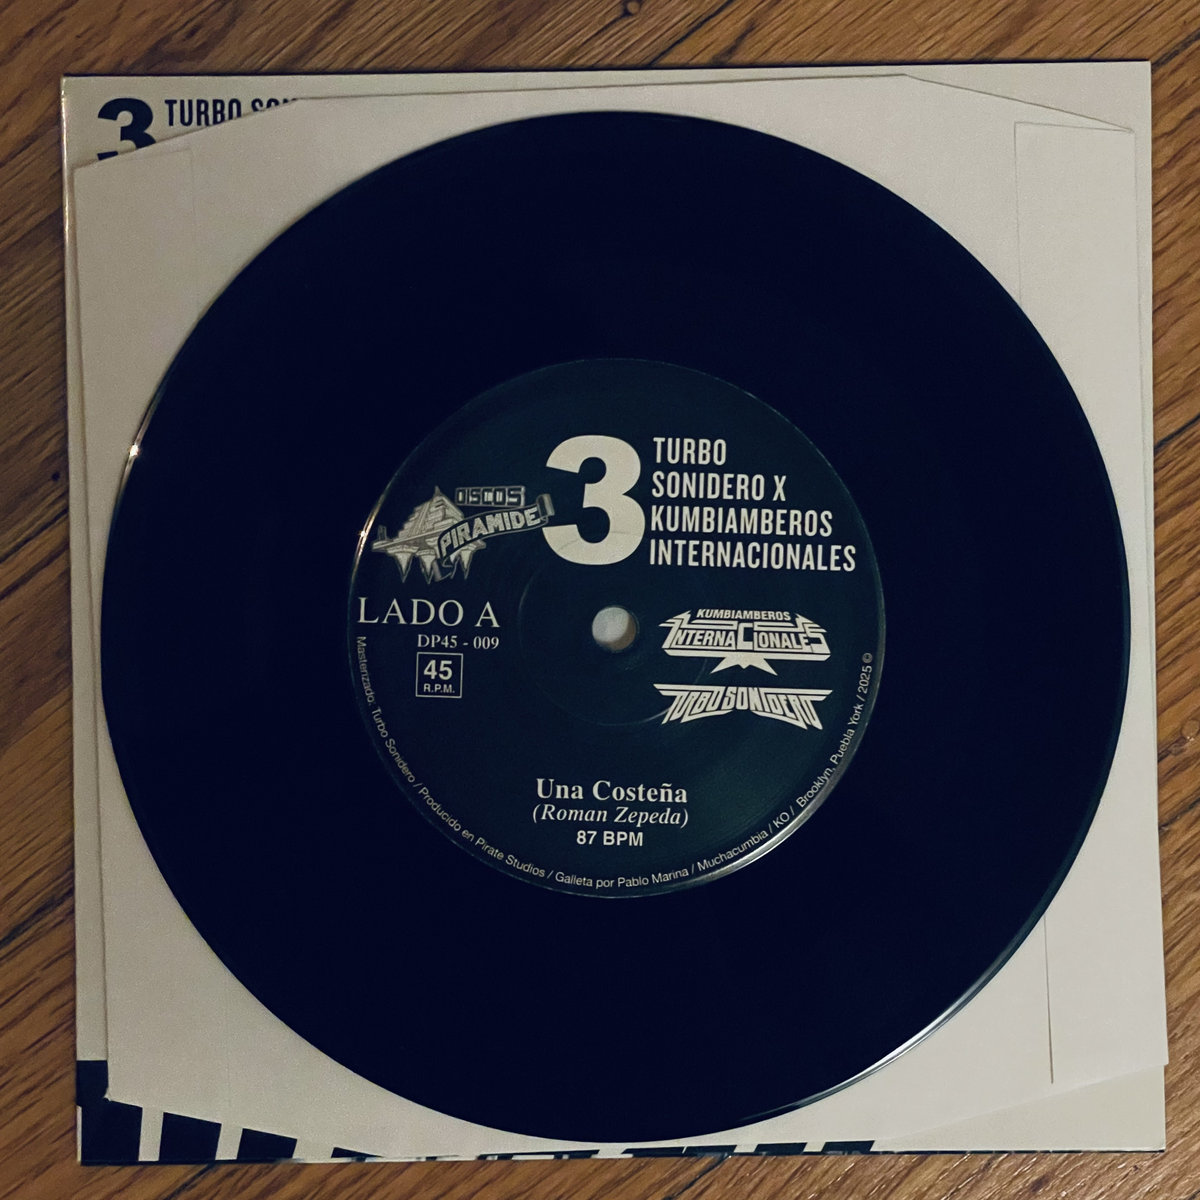 3 TURBO
3
TURBO
SONIDERO X
KUMBIAMBEROS
INTERNACIONALES
DISCOS
PIRAMIDE
LADO A
DP45 - 009
45
R.P.M.
KUMBIAMBEROS
INTERNACIONALES
TURBO SONIDERO
Una Costeña
(Roman Zepeda)
87 BPM
Masterizado: Turbo Sonidero / Producido en Pirate Studios / Galleta por Pablo Marina / Muchacumbia / KO / Brooklyn, Puebla York / 2025 ©